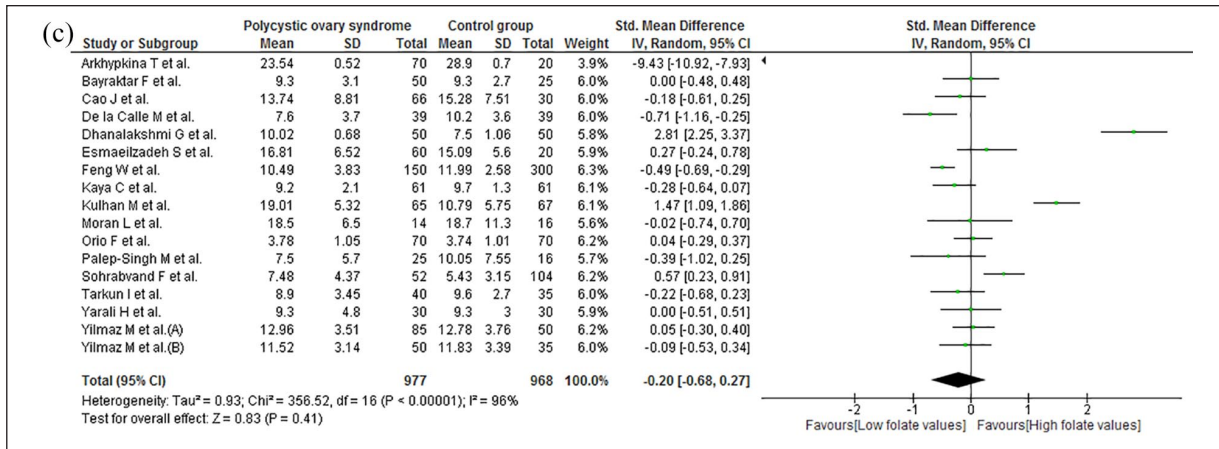 (c)
Polycystic ovary syndrome Control group Std. Mean Difference Std. Mean Difference
Study or Subgroup Mean SD Total Mean SD Total Weight IV, Random, 95% CI IV, Random, 95% CI
Arkhypkina T et al. 23.54 0.52 70 28.9 0.7 20 3.9% -9.43 [-10.92, -7.93]
Bayraktar F et al. 9.3 3.1 50 9.3 2.7 25 6.0% 0.00 [-0.48, 0.48]
Cao J et al. 13.74 8.81 66 15.28 7.51 30 6.0% -0.18 [-0.61, 0.25]
De la Calle M et al. 7.6 3.7 39 10.2 3.6 39 6.0% -0.71 [-1.16, -0.25]
Dhanalakshmi G et al. 10.02 0.68 50 7.5 1.06 50 5.8% 2.81 [2.25, 3.37]
Esmaeilzadeh S et al. 16.81 6.52 60 15.09 5.6 20 5.9% 0.27 [-0.24, 0.78]
Feng W et al. 10.49 3.83 150 11.99 2.58 300 6.2% -0.49 [-0.69, -0.29]
Kaya C et al. 9.2 2.1 61 9.7 1.3 61 6.1% -0.28 [-0.64, 0.07]
Kulhan M et al. 19.01 5.32 65 10.79 5.75 67 6.1% 1.47 [1.09, 1.86]
Moran L et al. 18.5 6.5 14 18.7 11.3 16 5.6% -0.02 [-0.74, 0.70]
Orio F et al. 3.78 1.05 70 3.74 1.01 70 6.2% 0.04 [-0.29, 0.37]
Palep-Singh M et al. 7.5 5.7 25 10.05 7.55 16 5.7% -0.39 [-1.02, 0.25]
Sohrabvand F et al. 7.48 4.37 52 5.43 3.15 104 6.2% 0.57 [0.23, 0.91]
Tarkun I et al. 8.9 3.45 40 9.6 2.7 35 6.0% -0.22 [-0.68, 0.23]
Yarali H et al. 9.3 4.8 30 9.3 3 30 6.0% 0.00 [-0.51, 0.51]
Yilmaz M et al.(A) 12.96 3.51 85 12.78 3.76 50 6.2% 0.05 [-0.30, 0.40]
Yilmaz M et al.(B) 11.52 3.14 50 11.83 3.39 35 6.0% -0.09 [-0.53, 0.34]
Total (95% CI) 977 968 100.0% -0.20 [-0.68, 0.27]
Heterogeneity: Tau² = 0.93; Chi² = 356.52, df = 16 (P < 0.00001); I² = 96%
Test for overall effect: Z = 0.83 (P = 0.41)
-2 -1 0 1 2
Favours[Low folate values] Favours[High folate values]